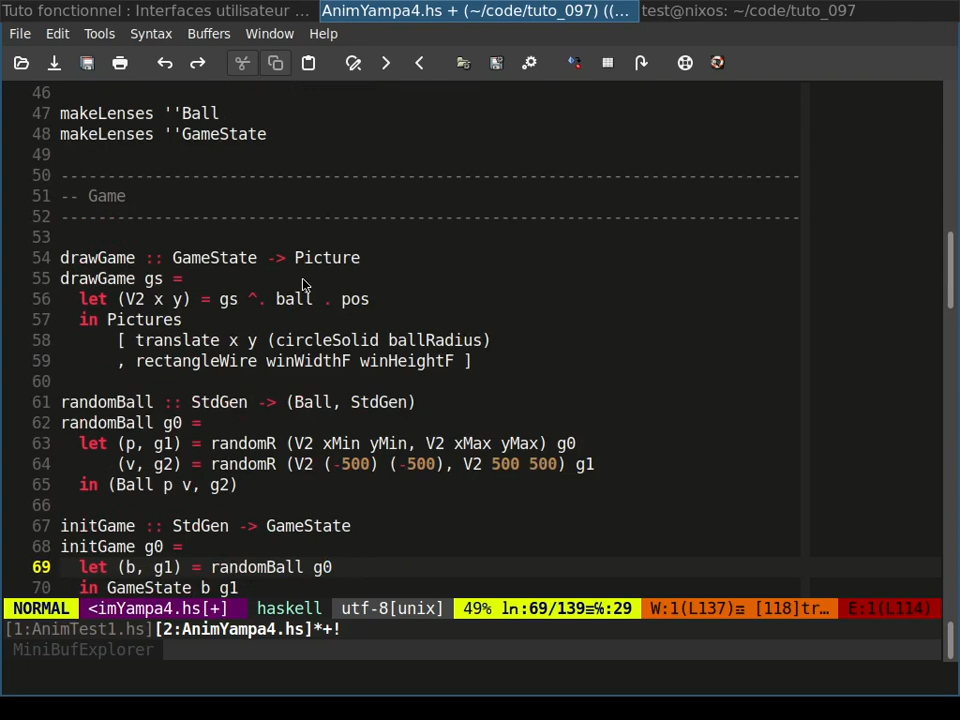 Tuto fonctionnel : Interfaces utilisateur ... AnimYampa4.hs + (~/code/tuto_097) ((... test@nixos: ~/code/tuto_097
File Edit Tools Syntax Buffers Window Help
46
47 makeLenses ''Ball
48 makeLenses ''GameState
49
50 -------------------------------------------------------------------------------
51 -- Game
52 -------------------------------------------------------------------------------
53
54 drawGame :: GameState -> Picture
55 drawGame gs =
56   let (V2 x y) = gs ^. ball . pos
57   in Pictures
58       [ translate x y (circleSolid ballRadius)
59       , rectangleWire winWidthF winHeightF ]
60
61 randomBall :: StdGen -> (Ball, StdGen)
62 randomBall g0 =
63   let (p, g1) = randomR (V2 xMin yMin, V2 xMax yMax) g0
64       (v, g2) = randomR (V2 (-500) (-500), V2 500 500) g1
65   in (Ball p v, g2)
66
67 initGame :: StdGen -> GameState
68 initGame g0 =
69   let (b, g1) = randomBall g0
70   in GameState b g1
NORMAL <imYampa4.hs[+] haskell utf-8[unix] 49% ln:69/139≡℅:29 W:1(L137)≡ [118]tr… E:1(L114)
[1:AnimTest1.hs][2:AnimYampa4.hs]*+!
MiniBufExplorer